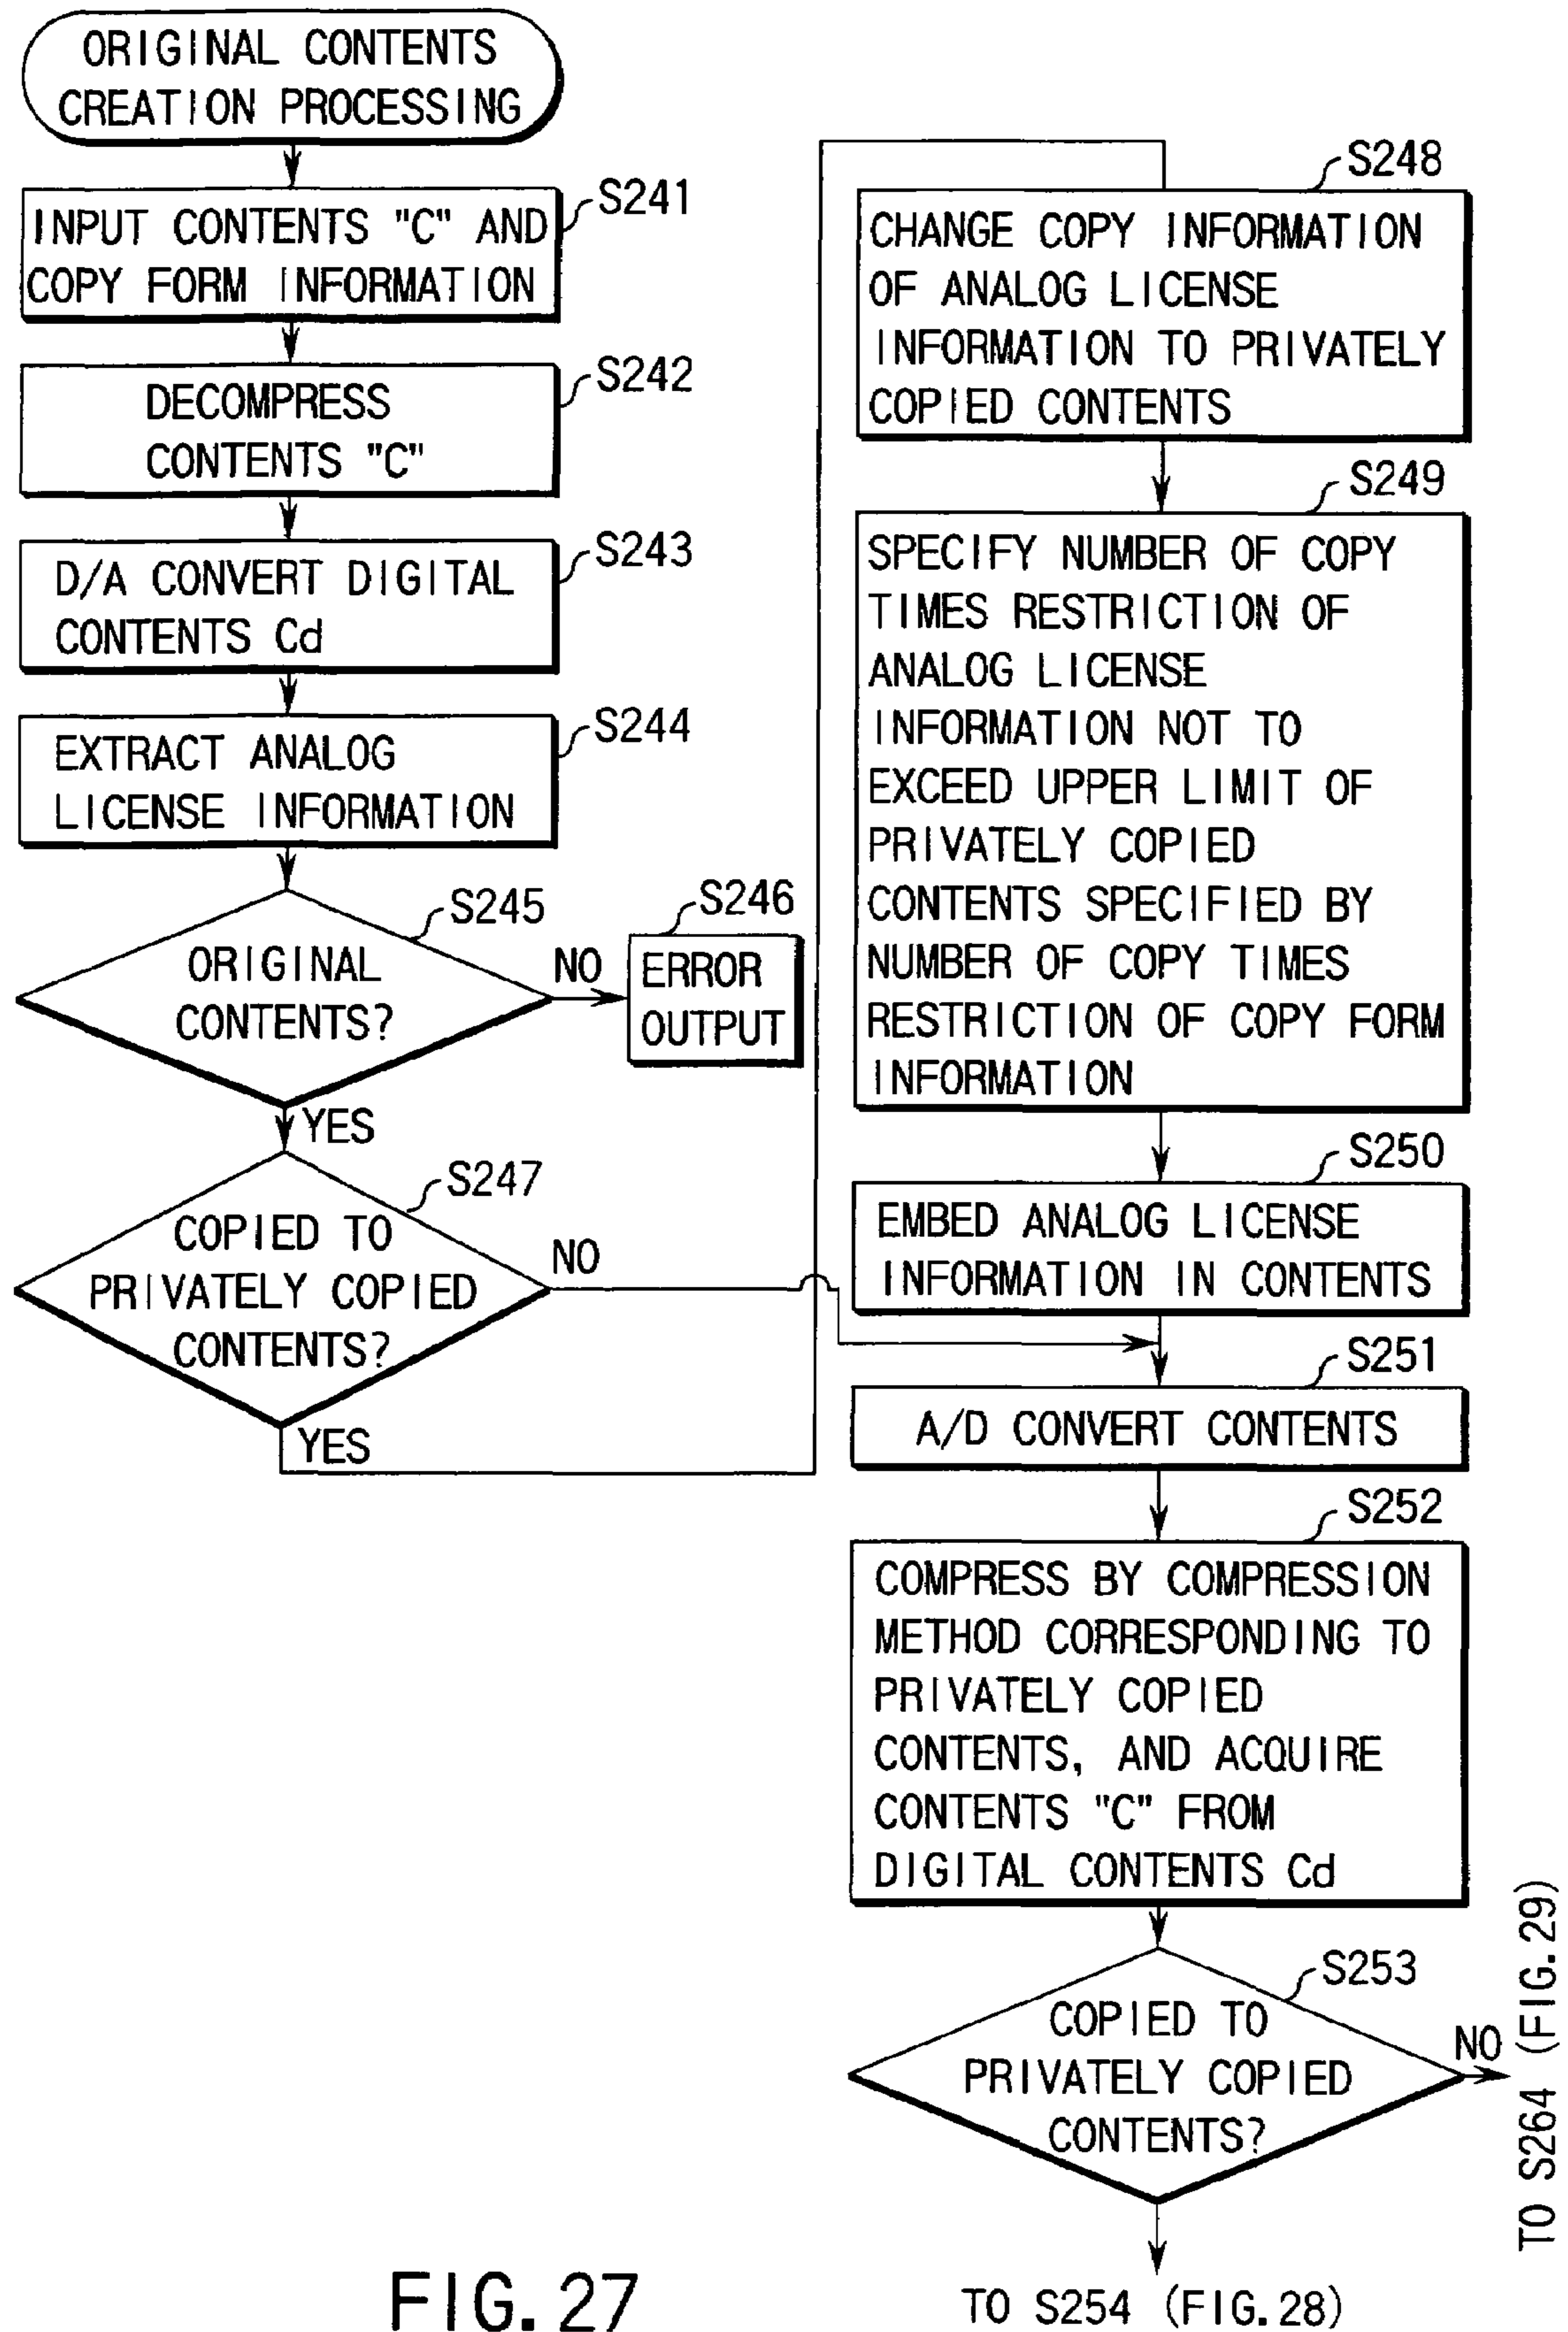 ORIGINAL CONTENTS
CREATION PROCESSING
S241
INPUT CONTENTS "C" AND
COPY FORM INFORMATION
S242
DECOMPRESS
CONTENTS "C"
S243
D/A CONVERT DIGITAL
CONTENTS Cd
S244
EXTRACT ANALOG
LICENSE INFORMATION
S245
ORIGINAL
CONTENTS?
NO
S246
ERROR
OUTPUT
YES
S247
COPIED TO
PRIVATELY COPIED
CONTENTS?
NO
YES
S248
CHANGE COPY INFORMATION
OF ANALOG LICENSE
INFORMATION TO PRIVATELY
COPIED CONTENTS
S249
SPECIFY NUMBER OF COPY
TIMES RESTRICTION OF
ANALOG LICENSE
INFORMATION NOT TO
EXCEED UPPER LIMIT OF
PRIVATELY COPIED
CONTENTS SPECIFIED BY
NUMBER OF COPY TIMES
RESTRICTION OF COPY FORM
INFORMATION
S250
EMBED ANALOG LICENSE
INFORMATION IN CONTENTS
S251
A/D CONVERT CONTENTS
S252
COMPRESS BY COMPRESSION
METHOD CORRESPONDING TO
PRIVATELY COPIED
CONTENTS, AND ACQUIRE
CONTENTS "C" FROM
DIGITAL CONTENTS Cd
S253
COPIED TO
PRIVATELY COPIED
CONTENTS?
NO
TO S264 (FIG.29)
TO S254 (FIG.28)
FIG.27